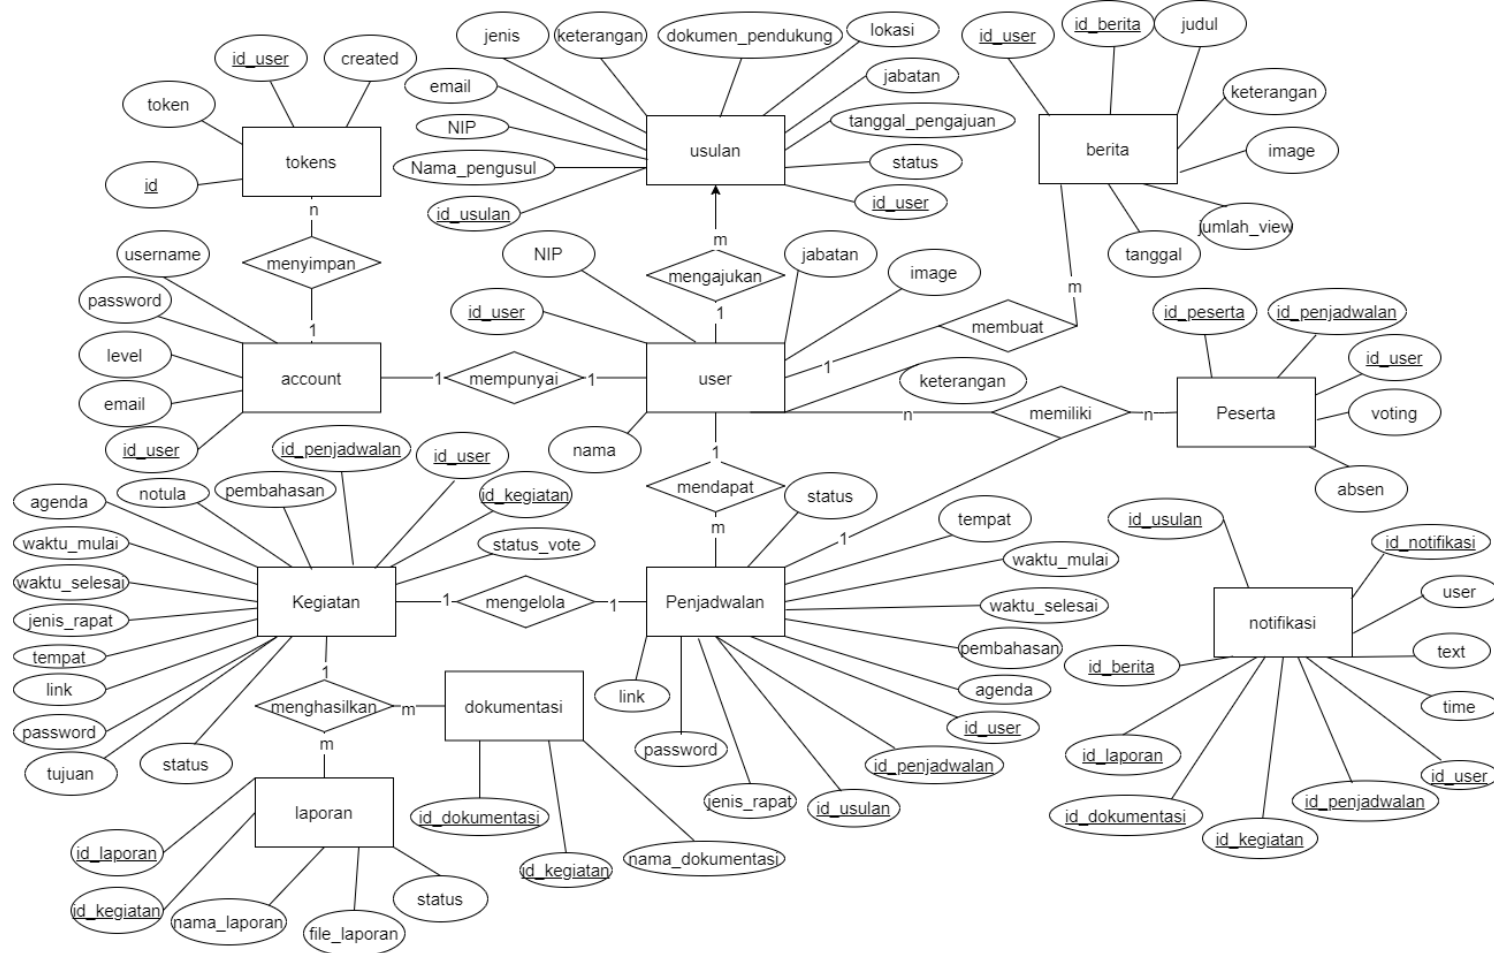 jenis
keterangan
dokumen_pendukung
lokasi
id_user
id_berita
judul
id_user
created
email
jabatan
token
keterangan
NIP
tanggal_pengajuan
tokens
usulan
berita
image
Nama_pengusul
status
id
id_usulan
id_user
n
jumlah_view
m
username
menyimpan
NIP
mengajukan
jabatan
image
tanggal
m
password
id_user
1
id_peserta
id_penjadwalan
1
membuat
level
1
id_user
account
1
mempunyai
1
user
keterangan
email
n
memiliki
n
Peserta
voting
id_user
id_penjadwalan
id_user
nama
1
agenda
notula
pembahasan
id_kegiatan
mendapat
status
absen
tempat
id_usulan
m
waktu_mulai
status_vote
1
waktu_mulai
id_notifikasi
waktu_selesai
Kegiatan
1
mengelola
1
Penjadwalan
waktu_selesai
user
jenis_rapat
notifikasi
tempat
pembahasan
text
1
id_berita
link
link
agenda
menghasilkan
m
dokumentasi
time
password
id_user
m
password
id_laporan
tujuan
status
id_penjadwalan
id_user
jenis_rapat
id_usulan
id_penjadwalan
laporan
id_dokumentasi
id_dokumentasi
id_kegiatan
id_laporan
nama_dokumentasi
id_kegiatan
status
id_kegiatan
nama_laporan
file_laporan